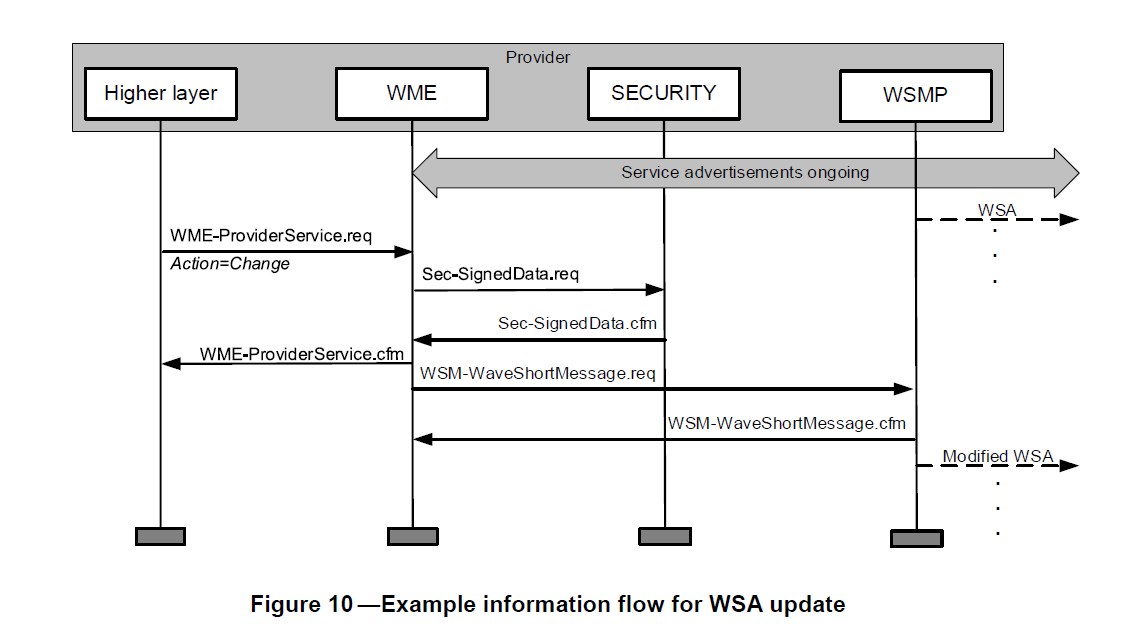 Provider
Higher layer
WME
SECURITY
WSMP
Service advertisements ongoing
WSA
WME-ProviderService.req
Action=Change
Sec-SignedData.req
Sec-SignedData.cfm
WME-ProviderService.cfm
WSM-WaveShortMessage.req
WSM-WaveShortMessage.cfm
Modified WSA
Figure 10—Example information flow for WSA update